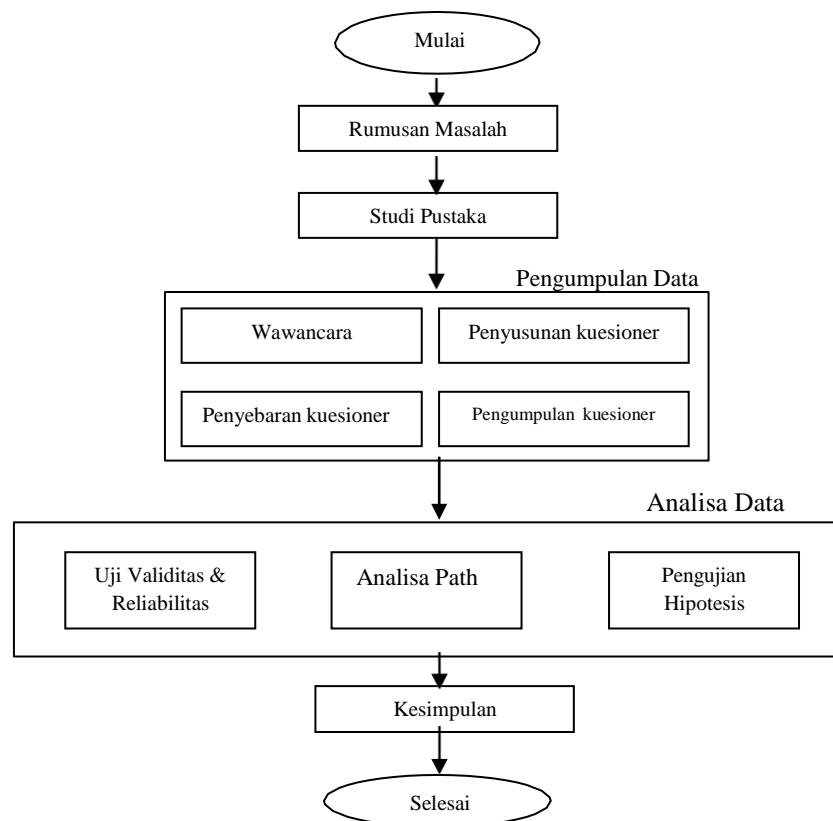 Mulai
Rumusan Masalah
Studi Pustaka
Pengumpulan Data
Wawancara
Penyusunan kuesioner
Penyebaran kuesioner
Pengumpulan kuesioner
Analisa Data
Uji Validitas &
Reliabilitas
Analisa Path
Pengujian
Hipotesis
Kesimpulan
Selesai